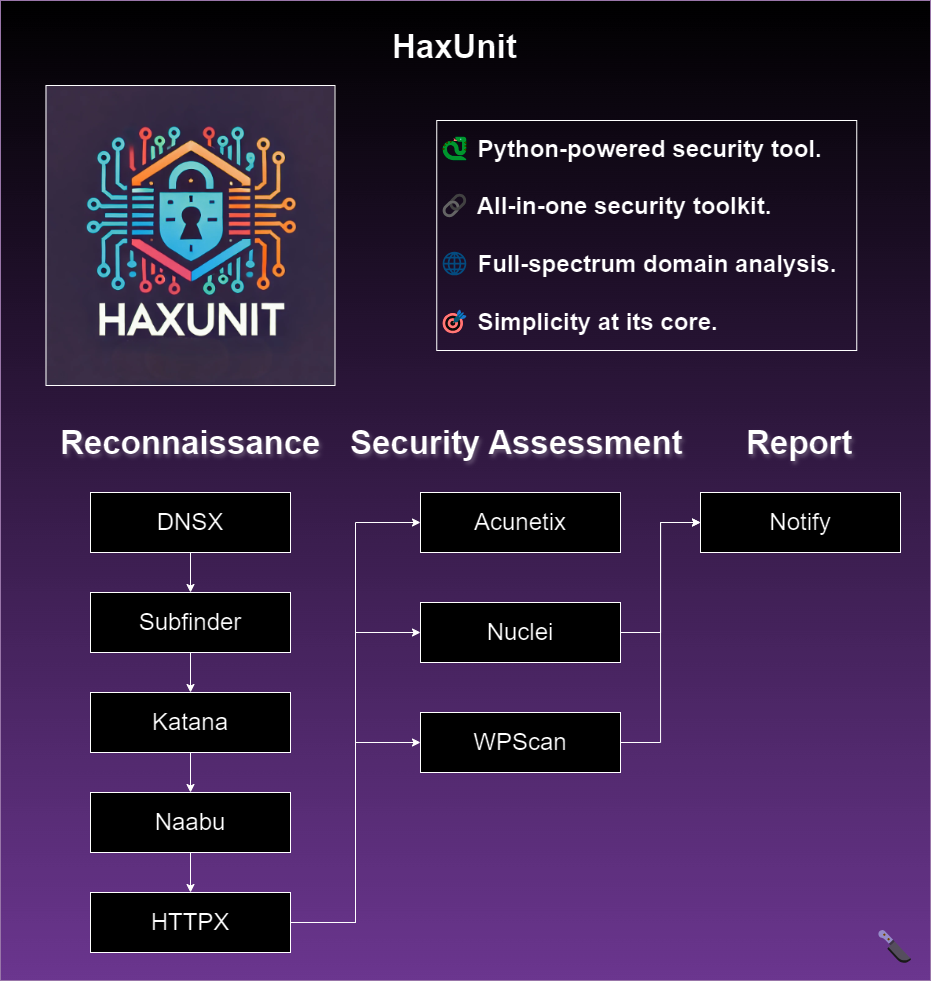 HaxUnit
HAXUNIT
Python-powered security tool.
All-in-one security toolkit.
Full-spectrum domain analysis.
Simplicity at its core.
Reconnaissance
DNSX
Subfinder
Katana
Naabu
HTTPX
Security Assessment
Acunetix
Nuclei
WPScan
Report
Notify